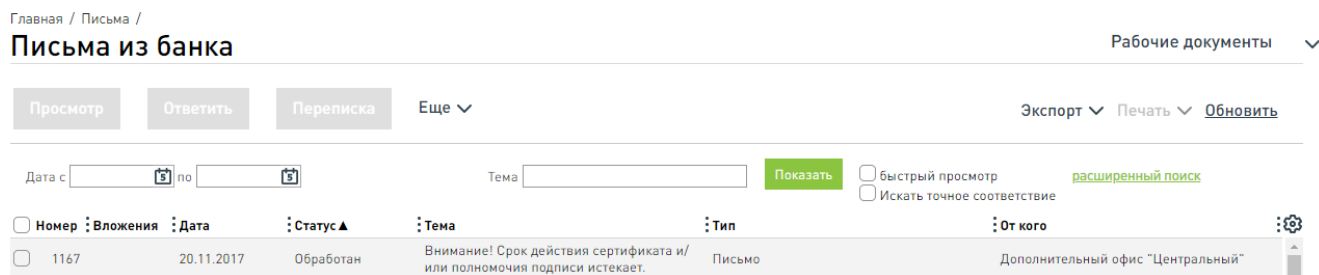 Главная / Письма /
Письма из банка
Рабочие документы
Просмотр Ответить Переписка Еще
Экспорт Печать Обновить
Дата с 5 по 5 Тема Показать быстрый просмотр расширенный поиск
Искать точное соответствие
Номер Вложения Дата Статус▲ Тема Тип От кого
1167 20.11.2017 Обработан Внимание! Срок действия сертификата и/ Письмо Дополнительный офис "Центральный"
или полномочия подписи истекает.